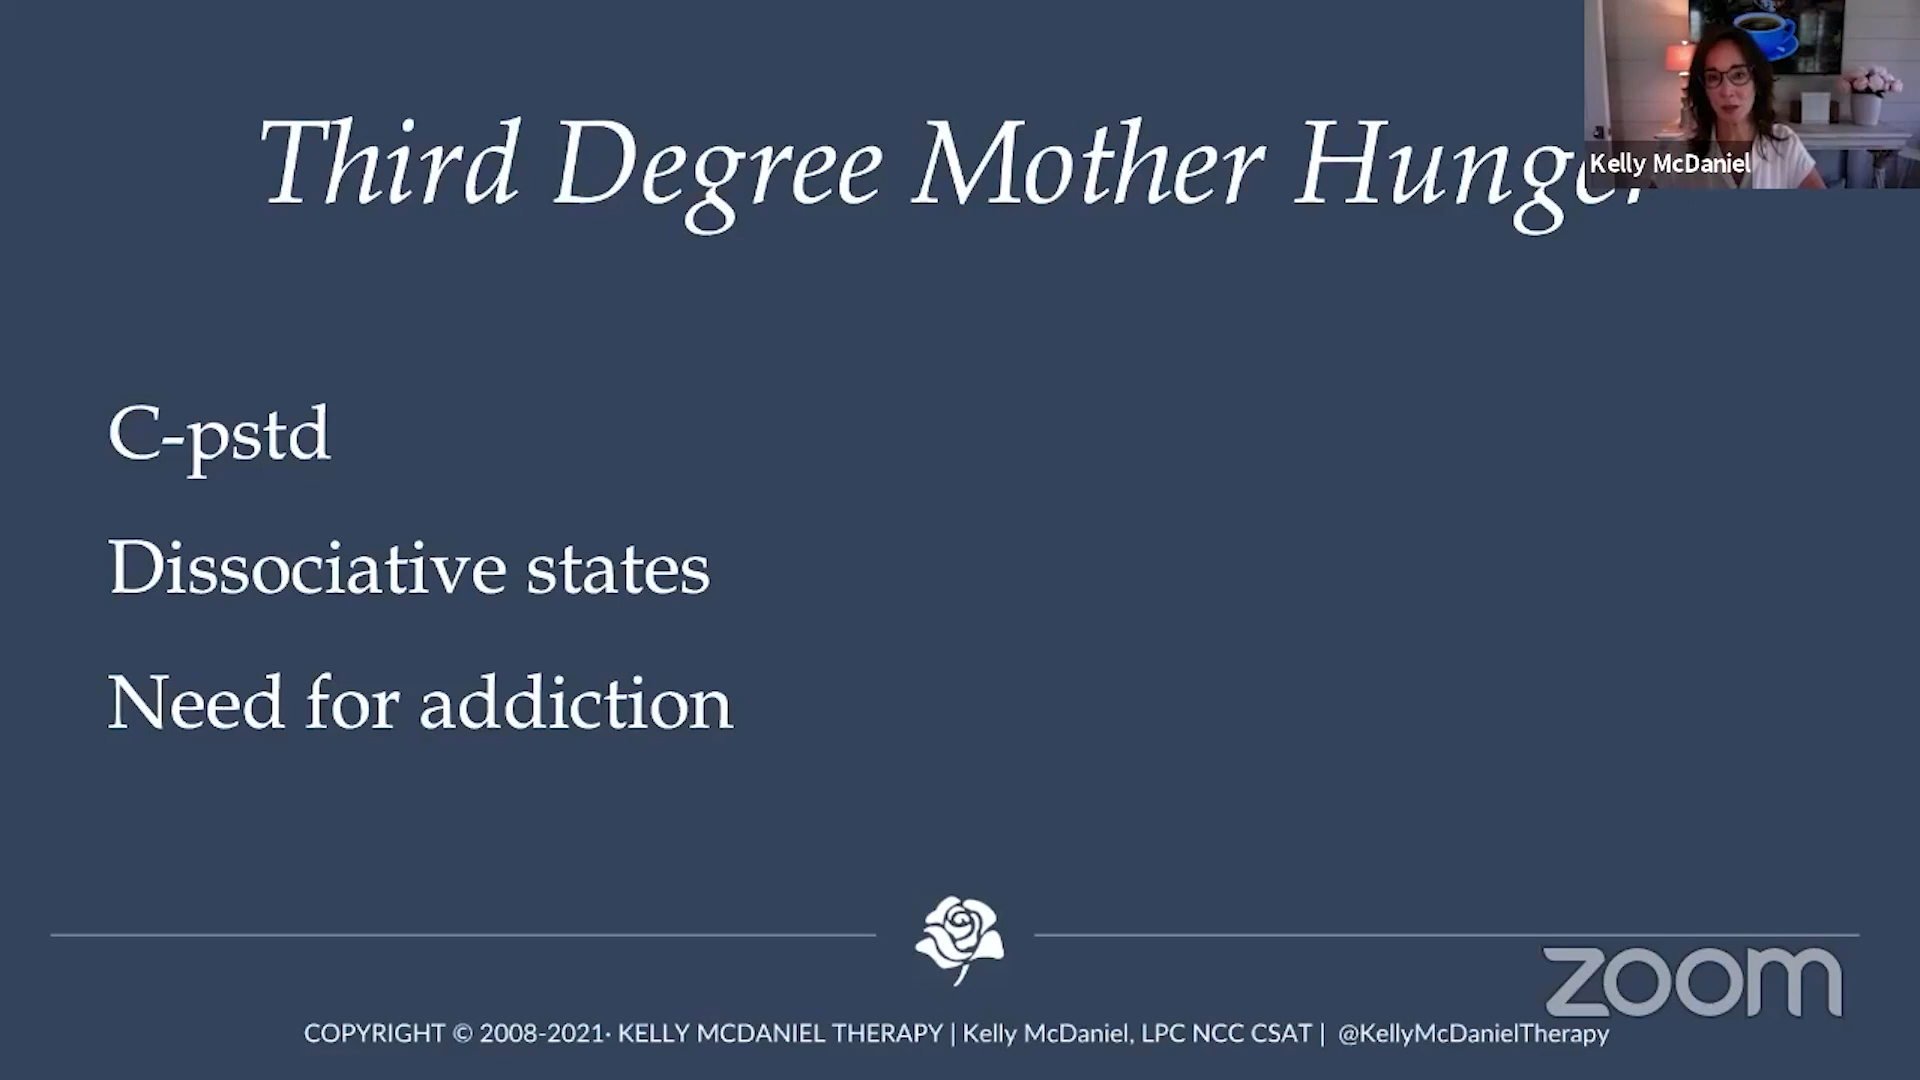 Third Degree Mother
Kelly McDaniel
C-pstd
Dissociative states
Need for addiction
zoom
COPYRIGHT © 2008-2021· KELLY MCDANIEL THERAPY | Kelly McDaniel, LPC NCC CSAT | @KellyMcDanielTherapy